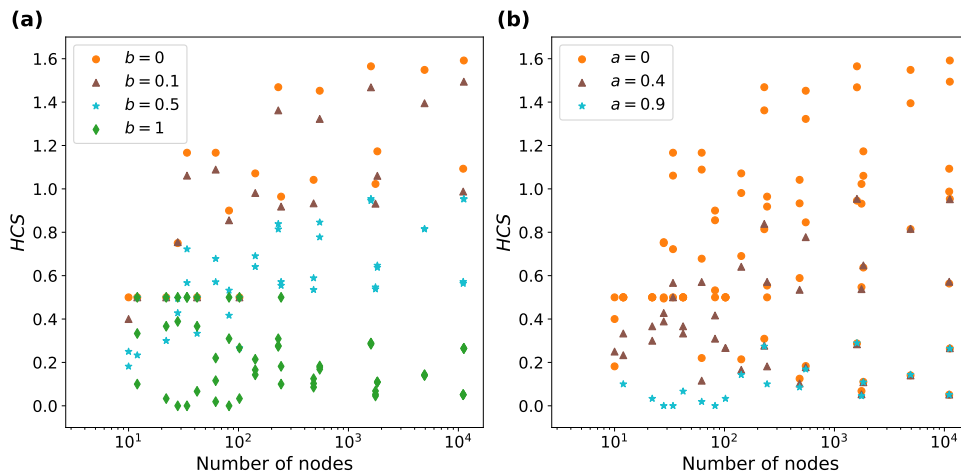 (a)
b = 0
b = 0.1
b = 0.5
b = 1
HCS
1.6
1.4
1.2
1.0
0.8
0.6
0.4
0.2
0.0
10¹ 10² 10³ 10⁴
Number of nodes
(b)
a = 0
a = 0.4
a = 0.9
HCS
1.6
1.4
1.2
1.0
0.8
0.6
0.4
0.2
0.0
10¹ 10² 10³ 10⁴
Number of nodes